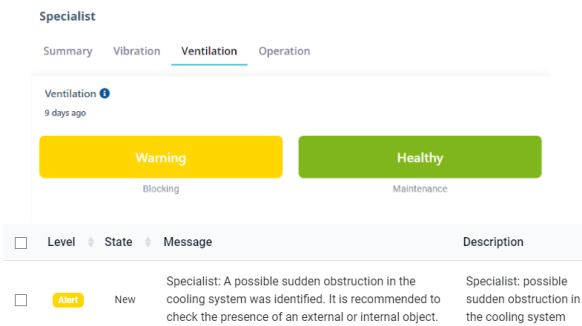 Specialist
Summary Vibration Ventilation Operation
Ventilation
9 days ago
Warning Healthy
Blocking Maintenance
Level State Message Description
Specialist: A possible sudden obstruction in the Specialist: possible
Alert New cooling system was identified. It is recommended to sudden obstruction in
check the presence of an external or internal object. the cooling system